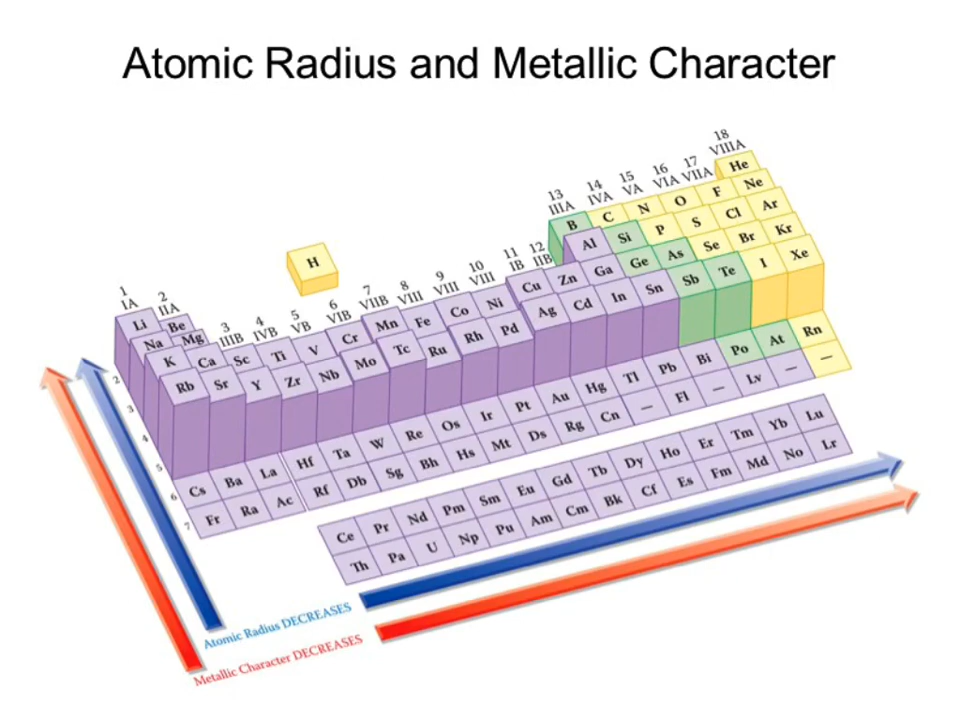 Atomic Radius and Metallic Character
18
VIIIA
13 14 15 16 17
IIIA IVA VA VIA VIIA
He
B C N O F Ne
H
Al Si P S Cl Ar
1 2 3 4 5 6 7 8 9 10 11 12
IA IIA IIIB IVB VB VIB VIIB VIII VIII VIII IB IIB
Li Be
Na Mg
K Ca Sc Ti V Cr Mn Fe Co Ni Cu Zn Ga Ge As Se Br Kr
Rb Sr Y Zr Nb Mo Tc Ru Rh Pd Ag Cd In Sn Sb Te I Xe
2
3
4
5
6 Cs Ba La Hf Ta W Re Os Ir Pt Au Hg Tl Pb Bi Po At Rn
7 Fr Ra Ac Rf Db Sg Bh Hs Mt Ds Rg Cn — Fl — Lv — —
Ce Pr Nd Pm Sm Eu Gd Tb Dy Ho Er Tm Yb Lu
Th Pa U Np Pu Am Cm Bk Cf Es Fm Md No Lr
Atomic Radius DECREASES
Metallic Character DECREASES